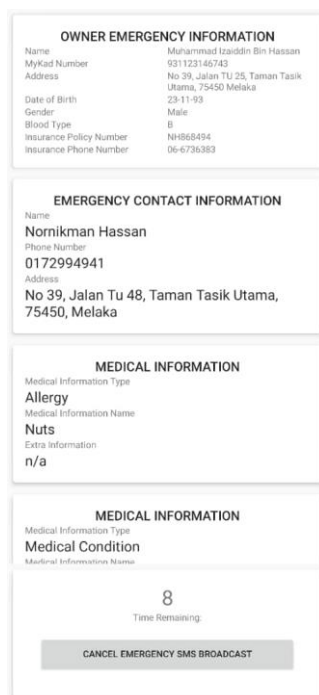 OWNER EMERGENCY INFORMATION
Name Muhammad Izaiddin Bin Hassan
MyKad Number 931123146743
Address No 39, Jalan TU 25, Taman Tasik
Utama, 75450 Melaka
Date of Birth 23-11-93
Gender Male
Blood Type B
Insurance Policy Number NH868494
Insurance Phone Number 06-6736383
EMERGENCY CONTACT INFORMATION
Name
Nornikman Hassan
Phone Number
0172994941
Address
No 39, Jalan Tu 48, Taman Tasik Utama,
75450, Melaka
MEDICAL INFORMATION
Medical Information Type
Allergy
Medical Information Name
Nuts
Extra Information
n/a
MEDICAL INFORMATION
Medical Information Type
Medical Condition
Medical Information Name
8
Time Remaining:
CANCEL EMERGENCY SMS BROADCAST